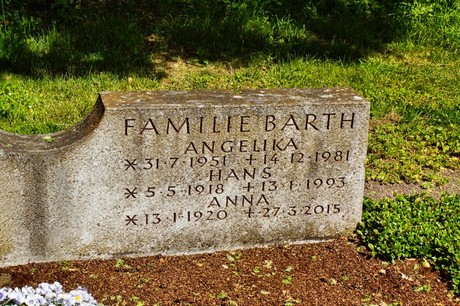 FAMILIE BARTH
ANGELIKA
* 31·7·1951 + 14·12·1981
HANS
* 5·5·1918 + 13·1·1993
ANNA
* 13·1·1920 + 27·3·2015